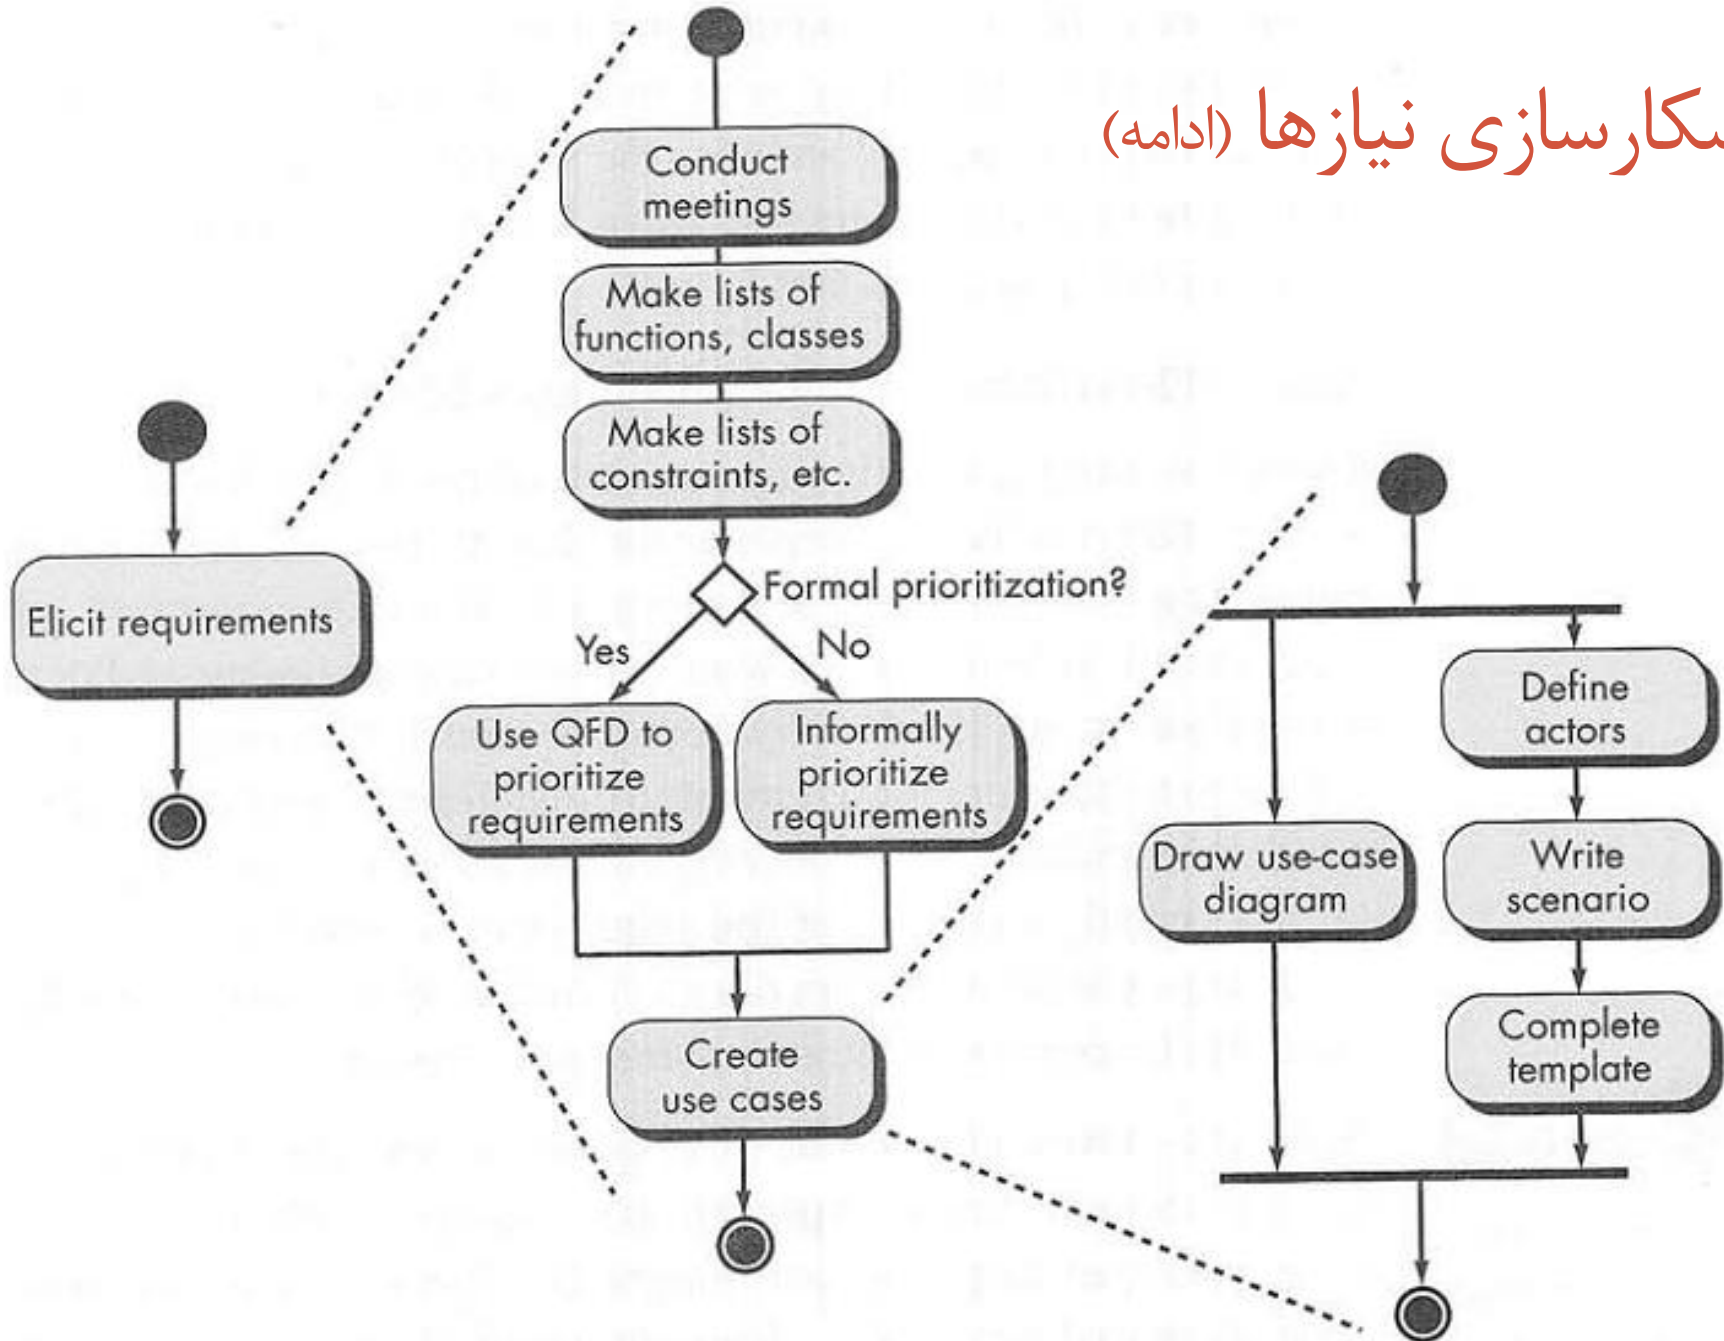 نیازها (ادامه)
Conduct
meetings
Make lists of
functions, classes
Make lists of
constraints, etc.
Formal prioritization?
Yes
No
Elicit requirements
Use QFD to
prioritize
requirements
Informally
prioritize
requirements
Create
use cases
Define
actors
Draw use-case
diagram
Write
scenario
Complete
template